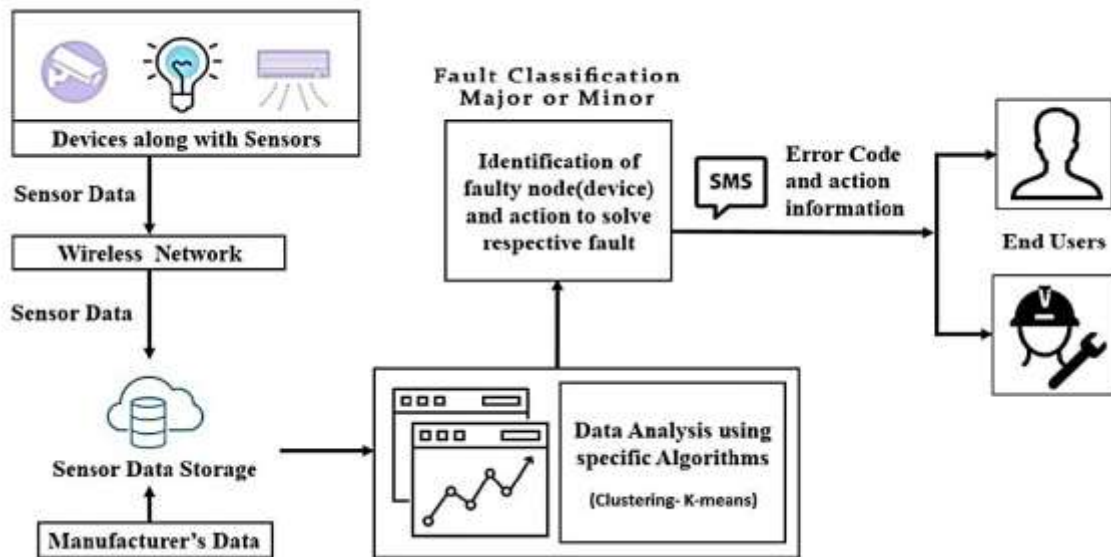 Devices along with Sensors
Sensor Data
Wireless Network
Sensor Data
Sensor Data Storage
Manufacturer's Data
Data Analysis using
specific Algorithms
(Clustering- K-means)
Fault Classification
Major or Minor
Identification of
faulty node(device)
and action to solve
respective fault
SMS
Error Code
and action
information
End Users